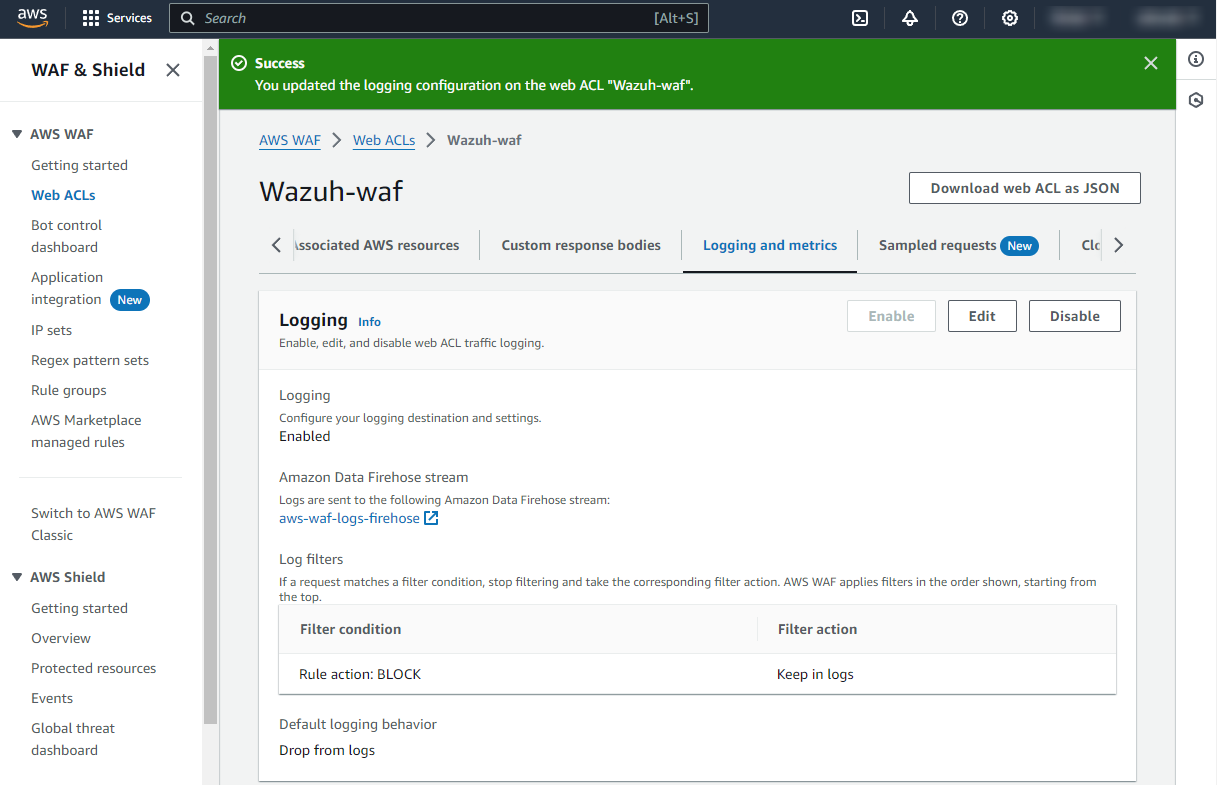 aws
Services
Search
[Alt+S]
WAF & Shield
AWS WAF
Getting started
Web ACLs
Bot control
dashboard
Application
integration New
IP sets
Regex pattern sets
Rule groups
AWS Marketplace
managed rules
Switch to AWS WAF
Classic
AWS Shield
Getting started
Overview
Protected resources
Events
Global threat
dashboard
Success
You updated the logging configuration on the web ACL "Wazuh-waf".
AWS WAF
Web ACLs
Wazuh-waf
Wazuh-waf
Download web ACL as JSON
Associated AWS resources
Custom response bodies
Logging and metrics
Sampled requests New
Logging Info
Enable, edit, and disable web ACL traffic logging.
Enable
Edit
Disable
Logging
Configure your logging destination and settings.
Enabled
Amazon Data Firehose stream
Logs are sent to the following Amazon Data Firehose stream:
aws-waf-logs-firehose
Log filters
If a request matches a filter condition, stop filtering and take the corresponding filter action. AWS WAF applies filters in the order shown, starting from
the top.
Filter condition
Filter action
Rule action: BLOCK
Keep in logs
Default logging behavior
Drop from logs